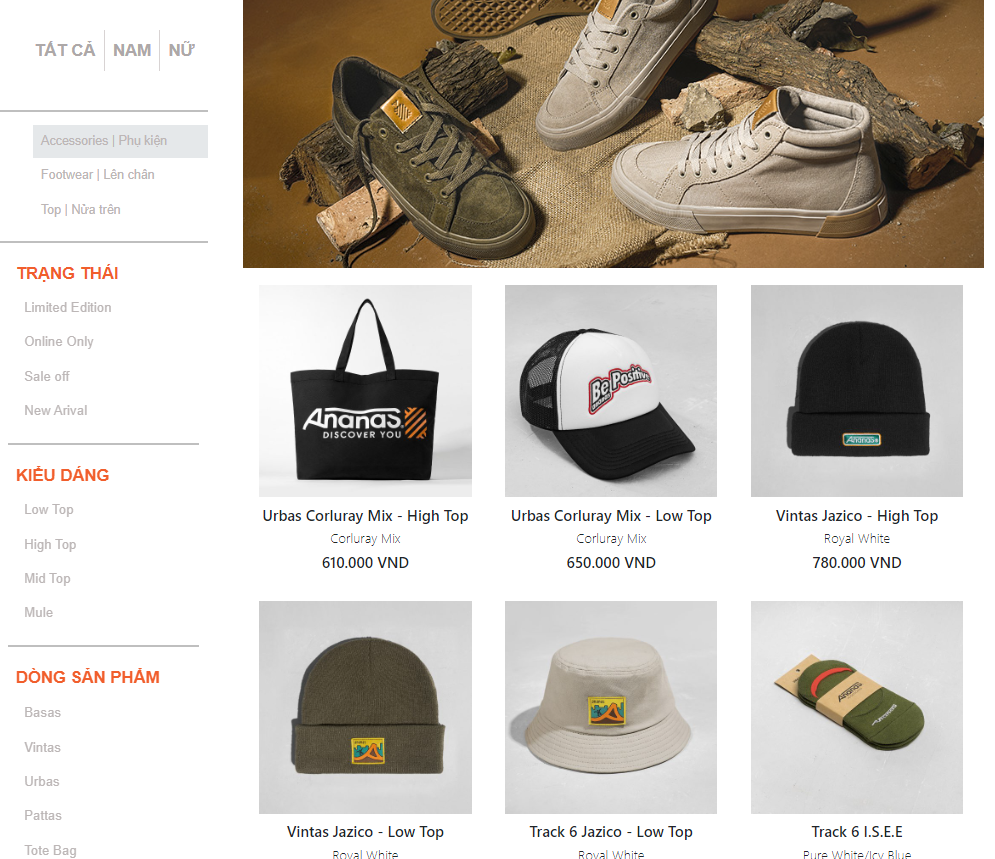 TẤT CẢ
NAM
NỮ
Accessories | Phụ kiện
Footwear | Lên chân
Top | Nữa trên
TRẠNG THÁI
Limited Edition
Online Only
Sale off
New Arival
KIỂU DÁNG
Low Top
High Top
Mid Top
Mule
DÒNG SẢN PHẨM
Basas
Vintas
Urbas
Pattas
Tote Bag
Ananas
DISCOVER YOU
Be Positive
Urbas Corluray Mix - High Top
Corluray Mix
610.000 VND
Urbas Corluray Mix - Low Top
Corluray Mix
650.000 VND
Ananas
Vintas Jazico - High Top
Royal White
780.000 VND
Vintas Jazico - Low Top
Royal White
Track 6 Jazico - Low Top
Royal White
Ananas
Track 6 I.S.E.E
Pure White/Icy Blue